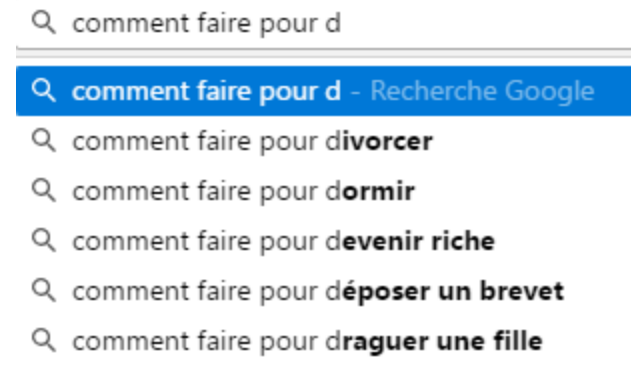 comment faire pour d
comment faire pour d - Recherche Google
comment faire pour divorcer
comment faire pour dormir
comment faire pour devenir riche
comment faire pour déposer un brevet
comment faire pour draguer une fille